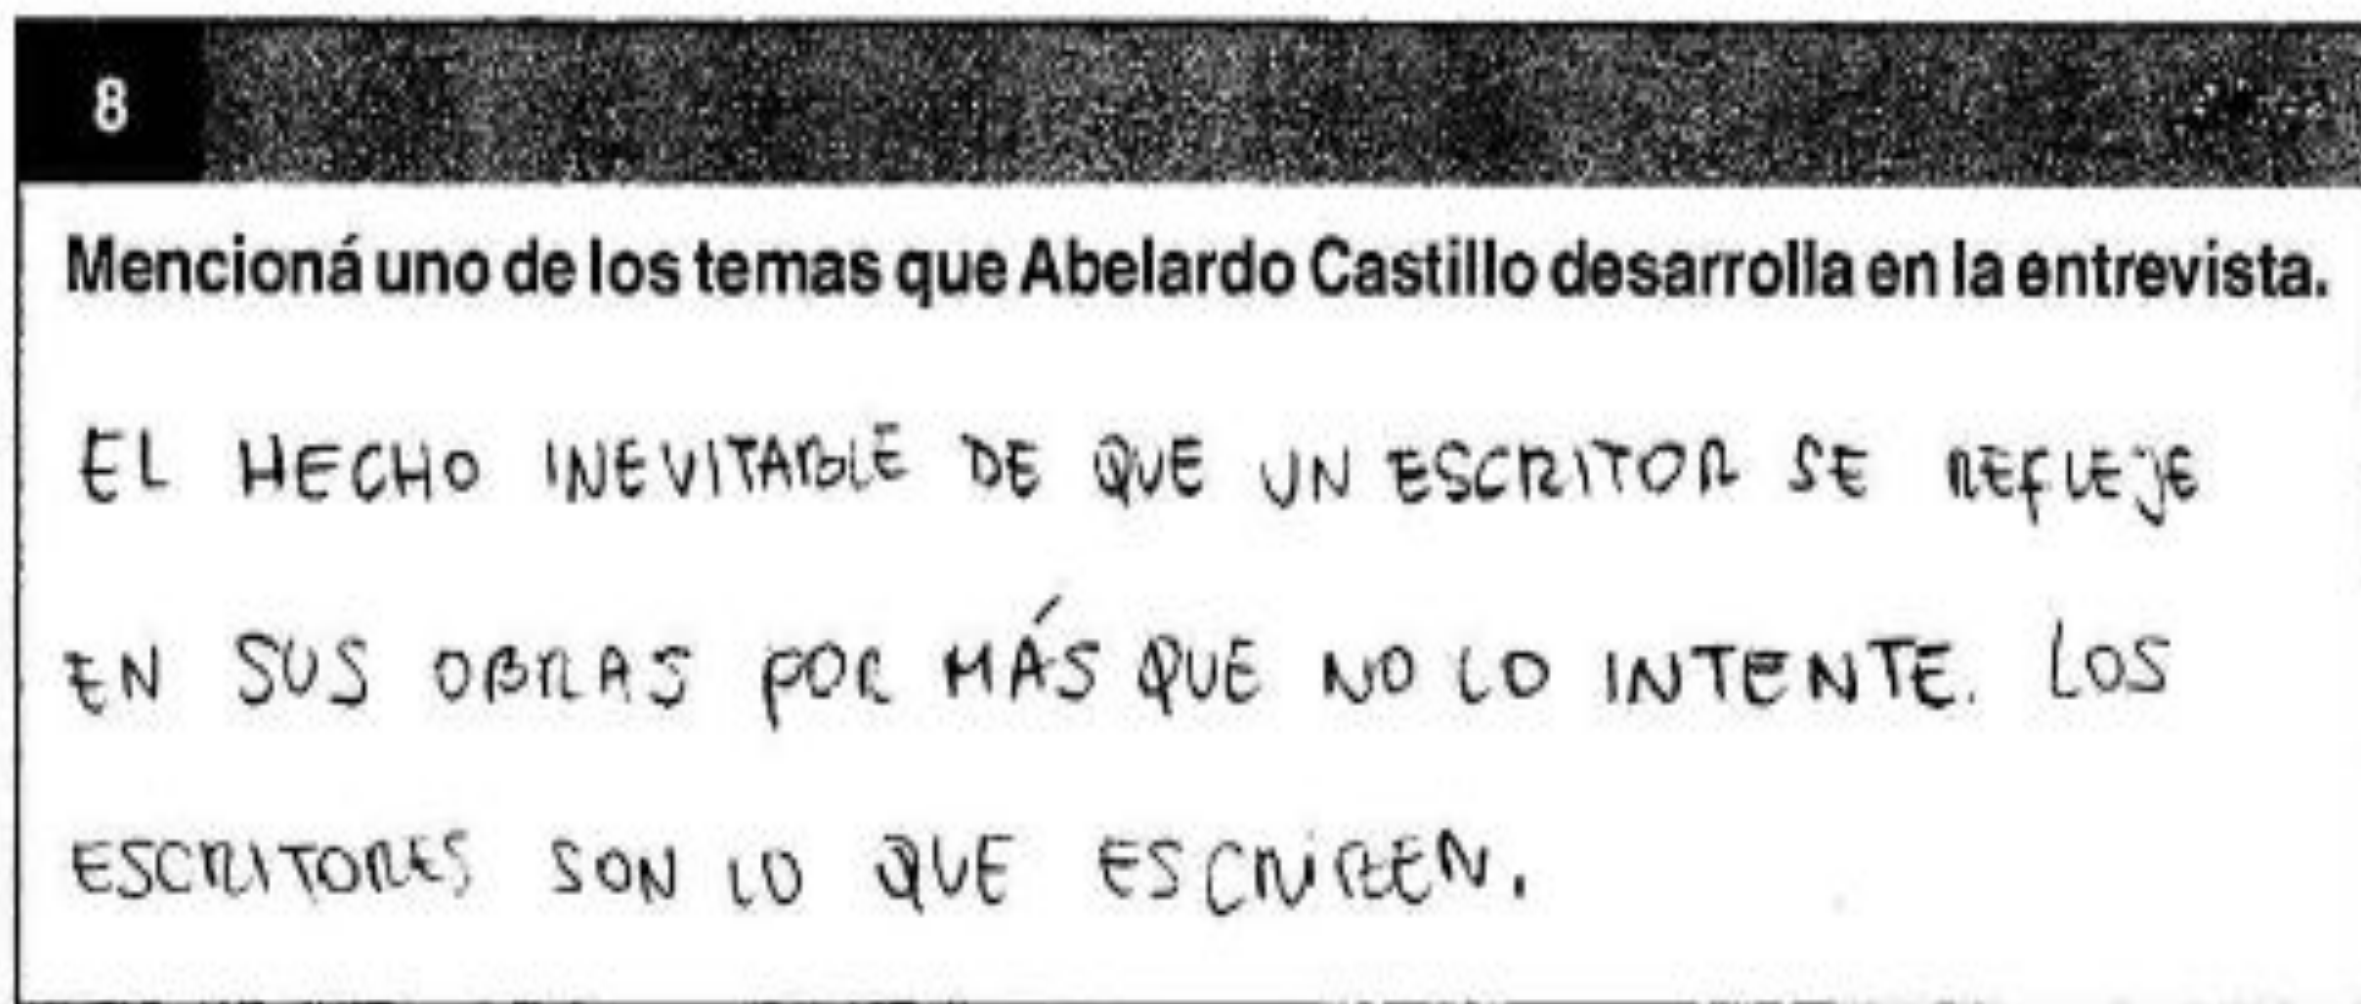 8
Mencioná uno de los temas que Abelardo Castillo desarrolla en la entrevista.
EL HECHO INEVITABLE DE QUE UN ESCRITOR SE REFLEJE
EN SUS OBRAS POR MÁS QUE NO LO INTENTE. LOS
ESCRITORES SON LO QUE ESCRIBEN.